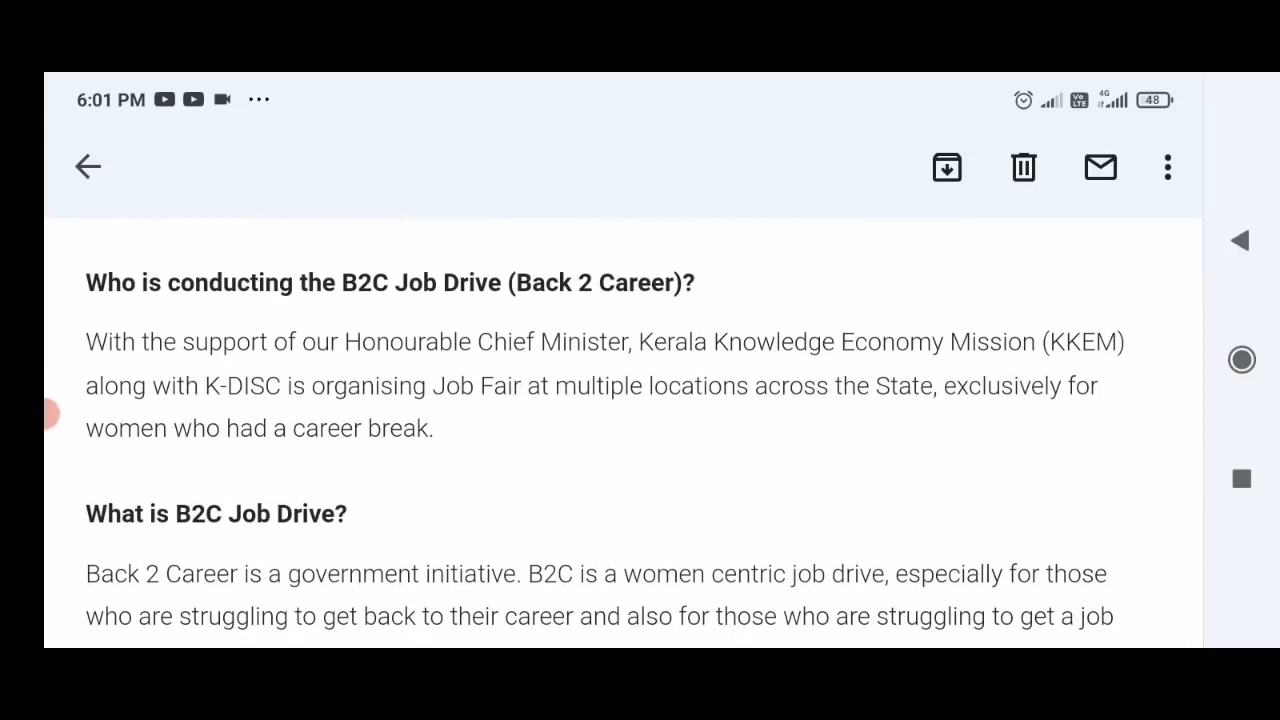 6:01 PM
Vo LTE 4G 48
Who is conducting the B2C Job Drive (Back 2 Career)?
With the support of our Honourable Chief Minister, Kerala Knowledge Economy Mission (KKEM)
along with K-DISC is organising Job Fair at multiple locations across the State, exclusively for
women who had a career break.
What is B2C Job Drive?
Back 2 Career is a government initiative. B2C is a women centric job drive, especially for those
who are struggling to get back to their career and also for those who are struggling to get a job